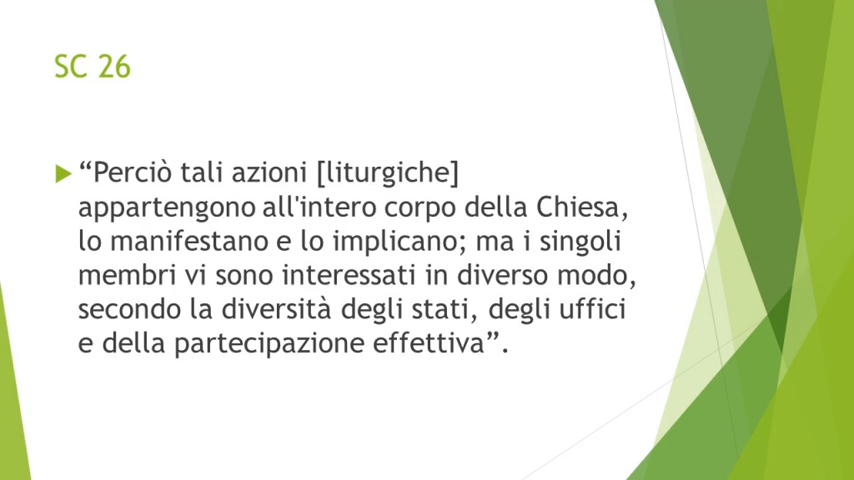 SC 26
“Perciò tali azioni [liturgiche]
appartengono all'intero corpo della Chiesa,
lo manifestano e lo implicano; ma i singoli
membri vi sono interessati in diverso modo,
secondo la diversità degli stati, degli uffici
e della partecipazione effettiva”.